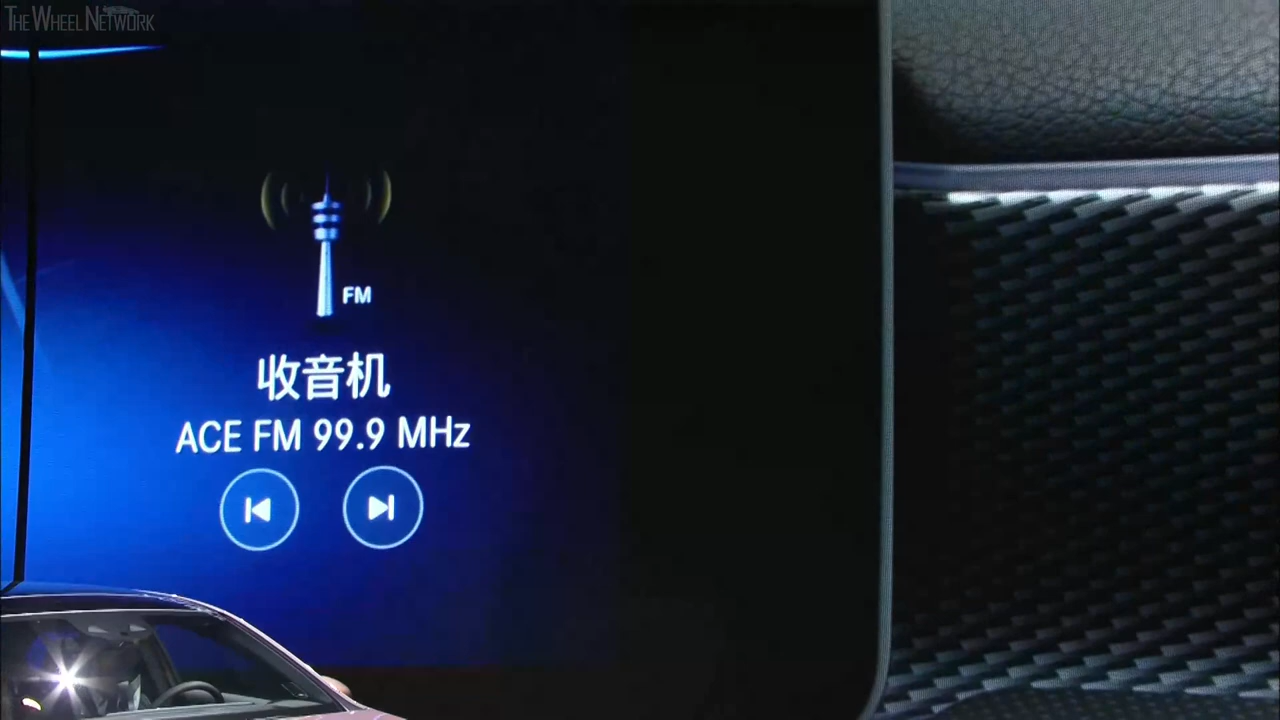 THE WHEEL NETWORK
FM
收音机
ACE FM 99.9 MHz